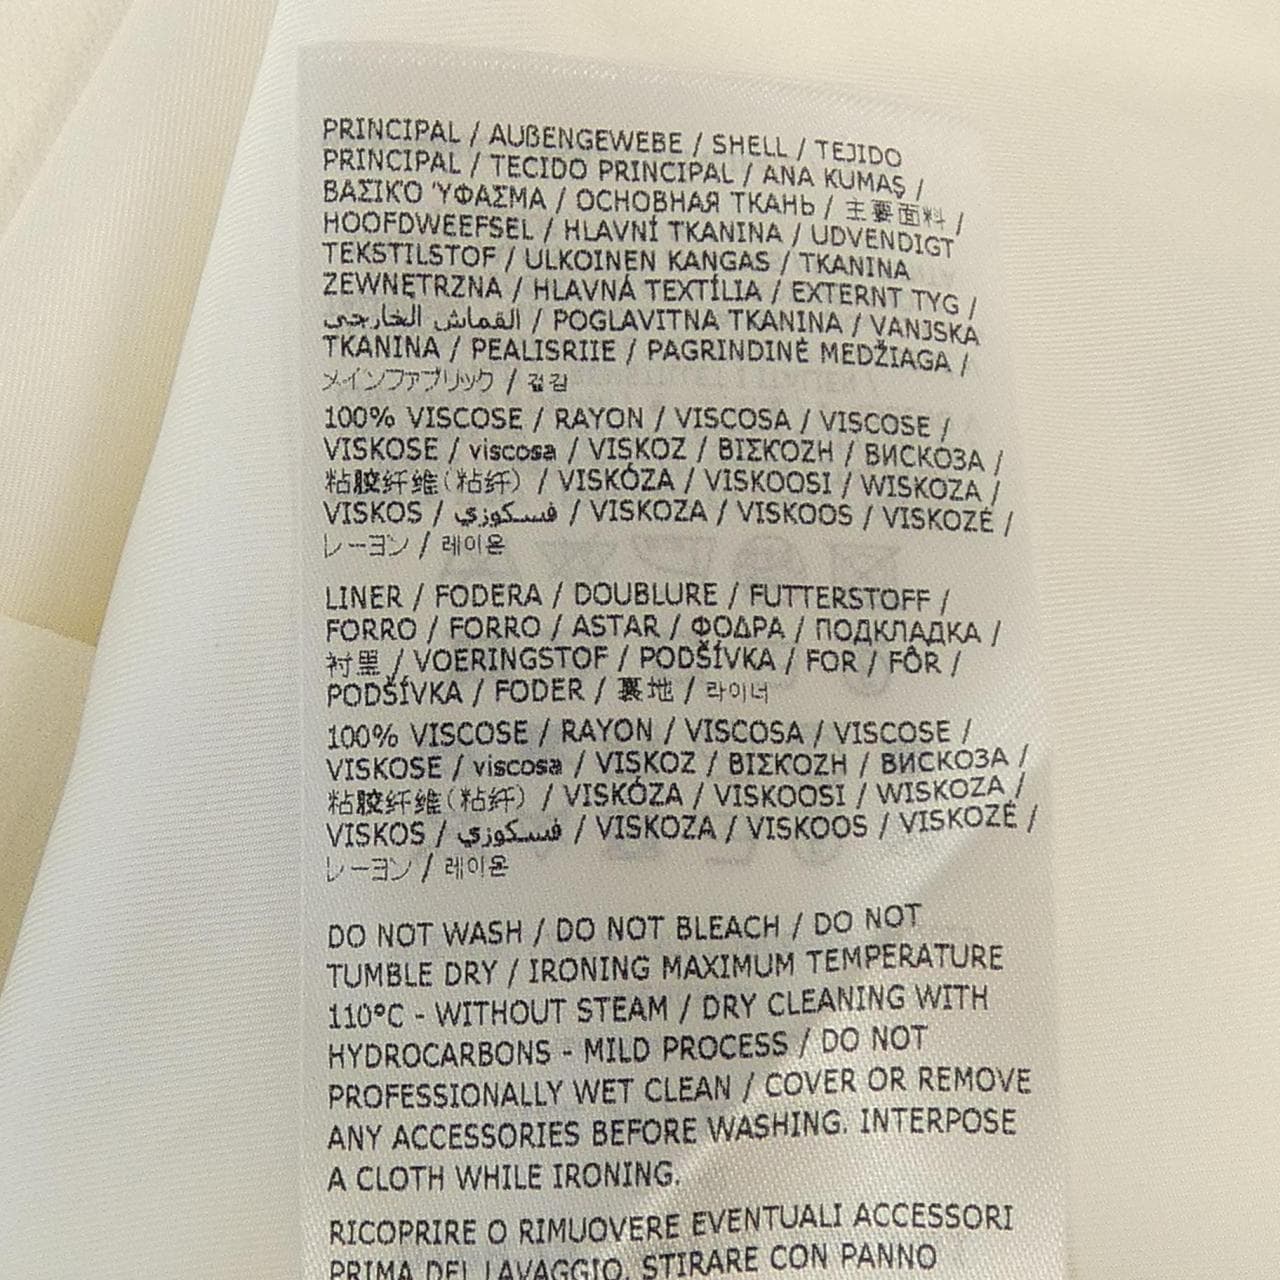 PRINCIPAL / AUßENGEWEBE / SHELL / TEJIDO
PRINCIPAL / TECIDO PRINCIPAL / ANA KUMAŞ /
ΒΑΣΙΚΌ ΎΦΑΣΜΑ / ОСНОВНАЯ ТКАНЬ / 主要面料 /
HOOFDWEEFSEL / HLAVNÍ TKANINA / UDVENDIGT
TEKSTILSTOF / ULKOINEN KANGAS / TKANINA
ZEWNĘTRZNA / HLAVNÁ TEXTÍLIA / EXTERNT TYG /
القماش الخارجي / POGLAVITNA TKANINA / VANJSKA
TKANINA / PEALISRIIE / PAGRINDINĖ MEDŽIAGA /
メインファブリック / 겉감
100% VISCOSE / RAYON / VISCOSA / VISCOSE /
VISKOSE / viscosa / VISKOZ / ΒΙΣΚΌΖΗ / ВИСКОЗА /
粘胶纤维(粘纤) / VISKÓZA / VISKOOSI / WISKOZA /
VISKOS / فسكوزي / VISKOZA / VISKOOS / VISKOZĖ /
レーヨン / 레이온
LINER / FODERA / DOUBLURE / FUTTERSTOFF /
FORRO / FORRO / ASTAR / ΦΟΔΡΑ / ПОДКЛАДКА /
衬里 / VOERINGSTOF / PODŠÍVKA / FOR / FÔR /
PODŠÍVKA / FODER / 裏地 / 라이너
100% VISCOSE / RAYON / VISCOSA / VISCOSE /
VISKOSE / viscosa / VISKOZ / ΒΙΣΚΌΖΗ / ВИСКОЗА /
粘胶纤维(粘纤) / VISKÓZA / VISKOOSI / WISKOZA /
VISKOS / فسكوزي / VISKOZA / VISKOOS / VISKOZĖ /
レーヨン / 레이온
DO NOT WASH / DO NOT BLEACH / DO NOT
TUMBLE DRY / IRONING MAXIMUM TEMPERATURE
110°C - WITHOUT STEAM / DRY CLEANING WITH
HYDROCARBONS - MILD PROCESS / DO NOT
PROFESSIONALLY WET CLEAN / COVER OR REMOVE
ANY ACCESSORIES BEFORE WASHING. INTERPOSE
A CLOTH WHILE IRONING.
RICOPRIRE O RIMUOVERE EVENTUALI ACCESSORI
PRIMA DEL LAVAGGIO. STIRARE CON PANNO